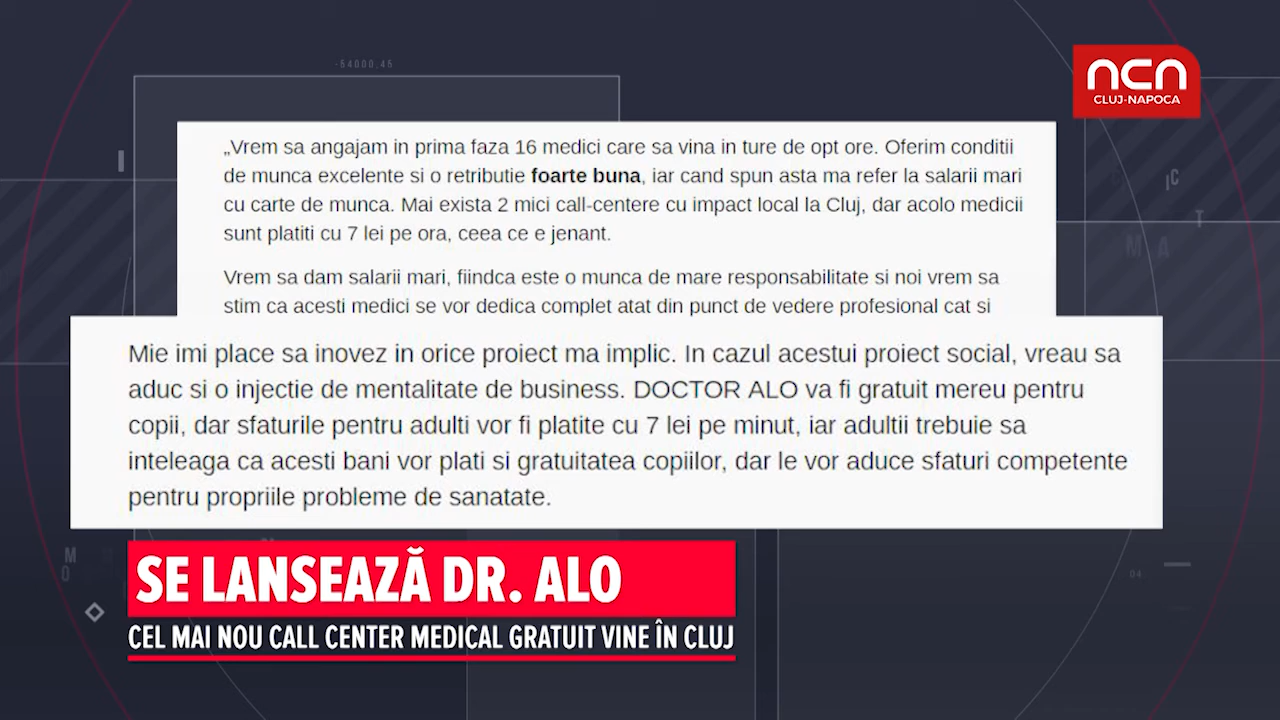 -54000,45
ncn
CLUJ-NAPOCA
„Vrem sa angajam in prima faza 16 medici care sa vina in ture de opt ore. Oferim conditii
de munca excelente si o retributie foarte buna, iar cand spun asta ma refer la salarii mari
cu carte de munca. Mai exista 2 mici call-centere cu impact local la Cluj, dar acolo medicii
sunt platiti cu 7 lei pe ora, ceea ce e jenant.
Vrem sa dam salarii mari, fiindca este o munca de mare responsabilitate si noi vrem sa
stim ca acesti medici se vor dedica complet atat din punct de vedere profesional cat si
Mie imi place sa inovez in orice proiect ma implic. In cazul acestui proiect social, vreau sa
aduc si o injectie de mentalitate de business. DOCTOR ALO va fi gratuit mereu pentru
copii, dar sfaturile pentru adulti vor fi platite cu 7 lei pe minut, iar adultii trebuie sa
inteleaga ca acesti bani vor plati si gratuitatea copiilor, dar le vor aduce sfaturi competente
pentru propriile probleme de sanatate.
SE LANSEAZĂ DR. ALO
CEL MAI NOU CALL CENTER MEDICAL GRATUIT VINE ÎN CLUJ
04